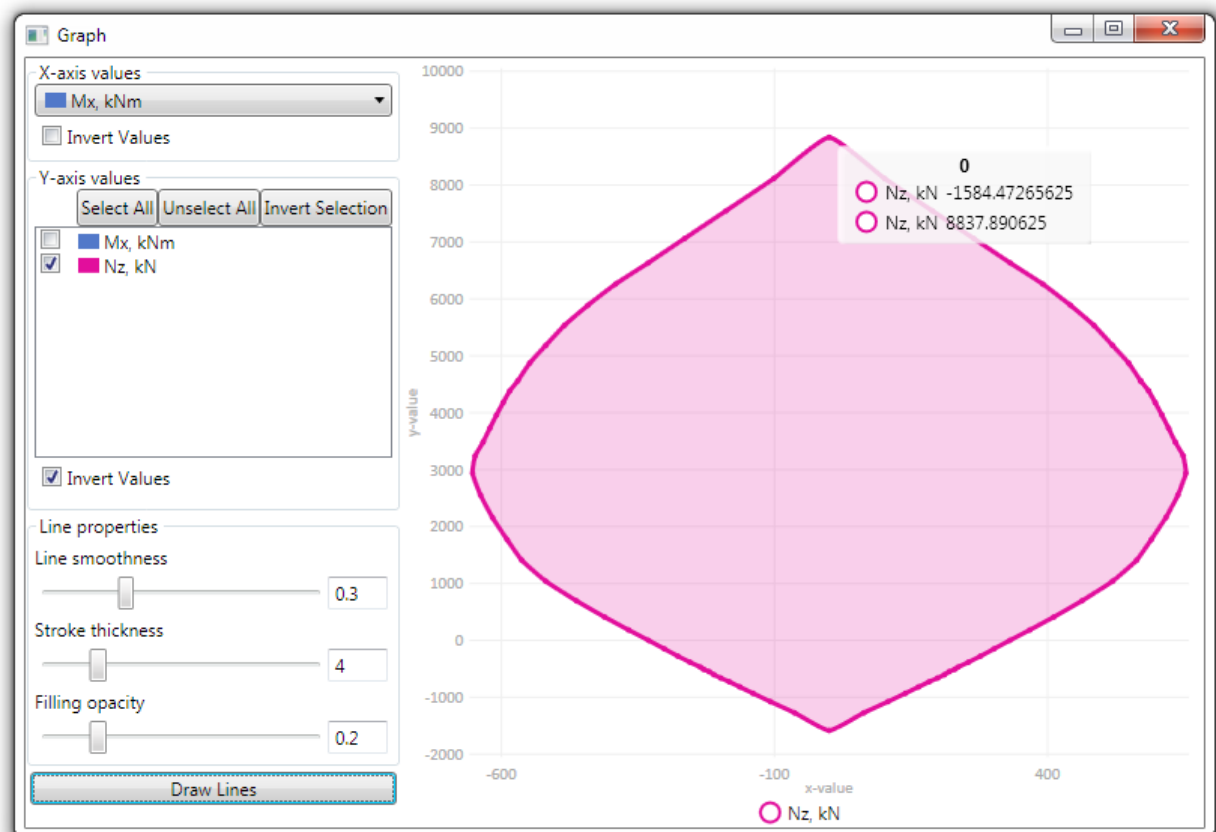 Graph
X-axis values
Mx, kNm
Invert Values
Y-axis values
Select All Unselect All Invert Selection
Mx, kNm
Nz, kN
Invert Values
Line properties
Line smoothness
0.3
Stroke thickness
4
Filling opacity
0.2
Draw Lines
10000
9000
8000
7000
6000
5000
4000
3000
2000
1000
0
-1000
-2000
y-value
0
Nz, kN -1584.47265625
Nz, kN 8837.890625
-600 -100 400
x-value
Nz, kN